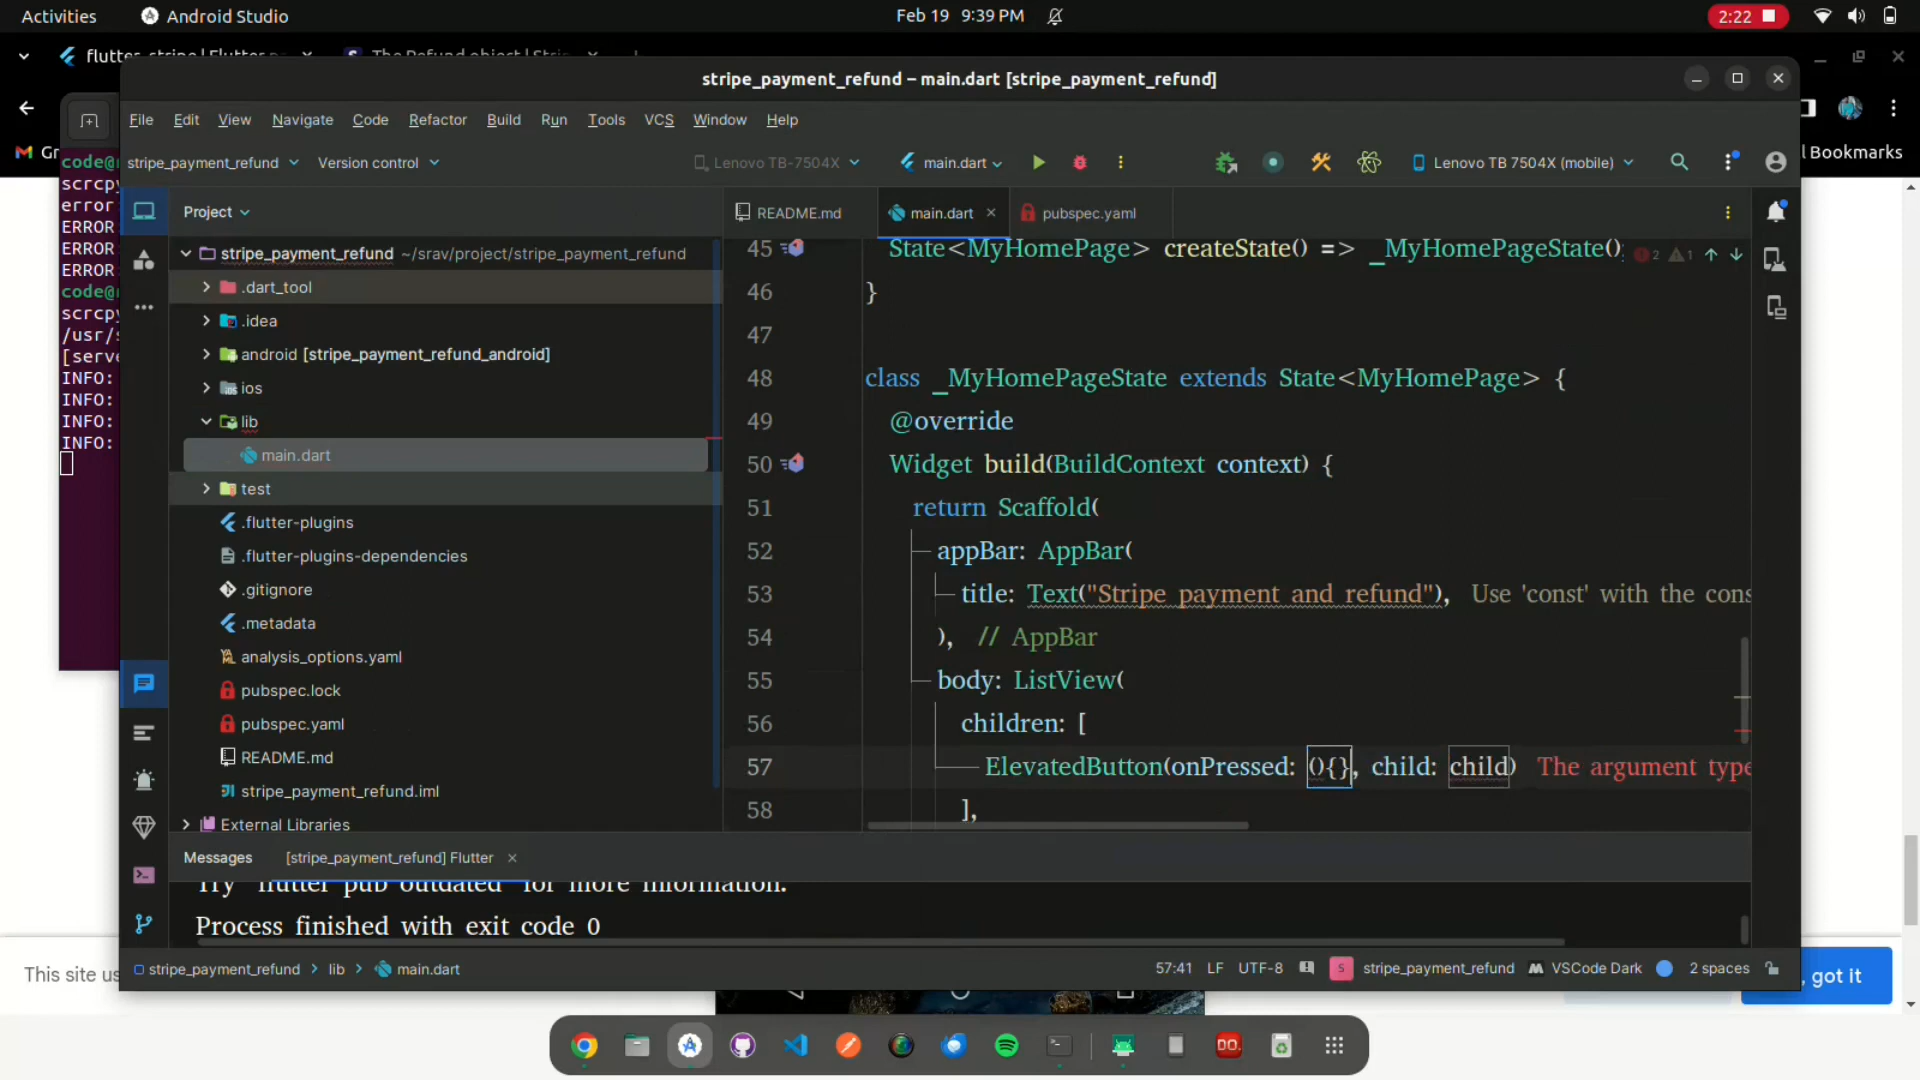 Activities
Android Studio
Feb 19 9:39 PM
2:22
flutter_stripe | Flutter
The Refund object | Stri
stripe_payment_refund – main.dart [stripe_payment_refund]
File Edit View Navigate Code Refactor Build Run Tools VCS Window Help
Gr
l Bookmarks
stripe_payment_refund
Version control
Lenovo TB-7504X
main.dart
Lenovo TB 7504X (mobile)
code@
scrcpy
error
ERROR
ERROR
ERROR
code@
scrcpy
/usr/s
[serve
INFO:
INFO:
INFO:
INFO:
Project
stripe_payment_refund ~/srav/project/stripe_payment_refund
.dart_tool
.idea
android [stripe_payment_refund_android]
ios
lib
main.dart
test
.flutter-plugins
.flutter-plugins-dependencies
.gitignore
.metadata
analysis_options.yaml
pubspec.lock
pubspec.yaml
README.md
stripe_payment_refund.iml
External Libraries
README.md
main.dart
pubspec.yaml
2 1
45 State<MyHomePage> createState() => _MyHomePageState();
46 }
47
48 class _MyHomePageState extends State<MyHomePage> {
49 @override
50 Widget build(BuildContext context) {
51 return Scaffold(
52 appBar: AppBar(
53 title: Text("Stripe payment and refund"), Use 'const' with the cons
54 ), // AppBar
55 body: ListView(
56 children: [
57 ElevatedButton(onPressed: (){}, child: child) The argument type
58 ],
Messages
[stripe_payment_refund] Flutter
Try flutter pub outdated for more information.
Process finished with exit code 0
stripe_payment_refund > lib > main.dart
57:41 LF UTF-8 S stripe_payment_refund VSCode Dark 2 spaces
This site us
, got it
DO.